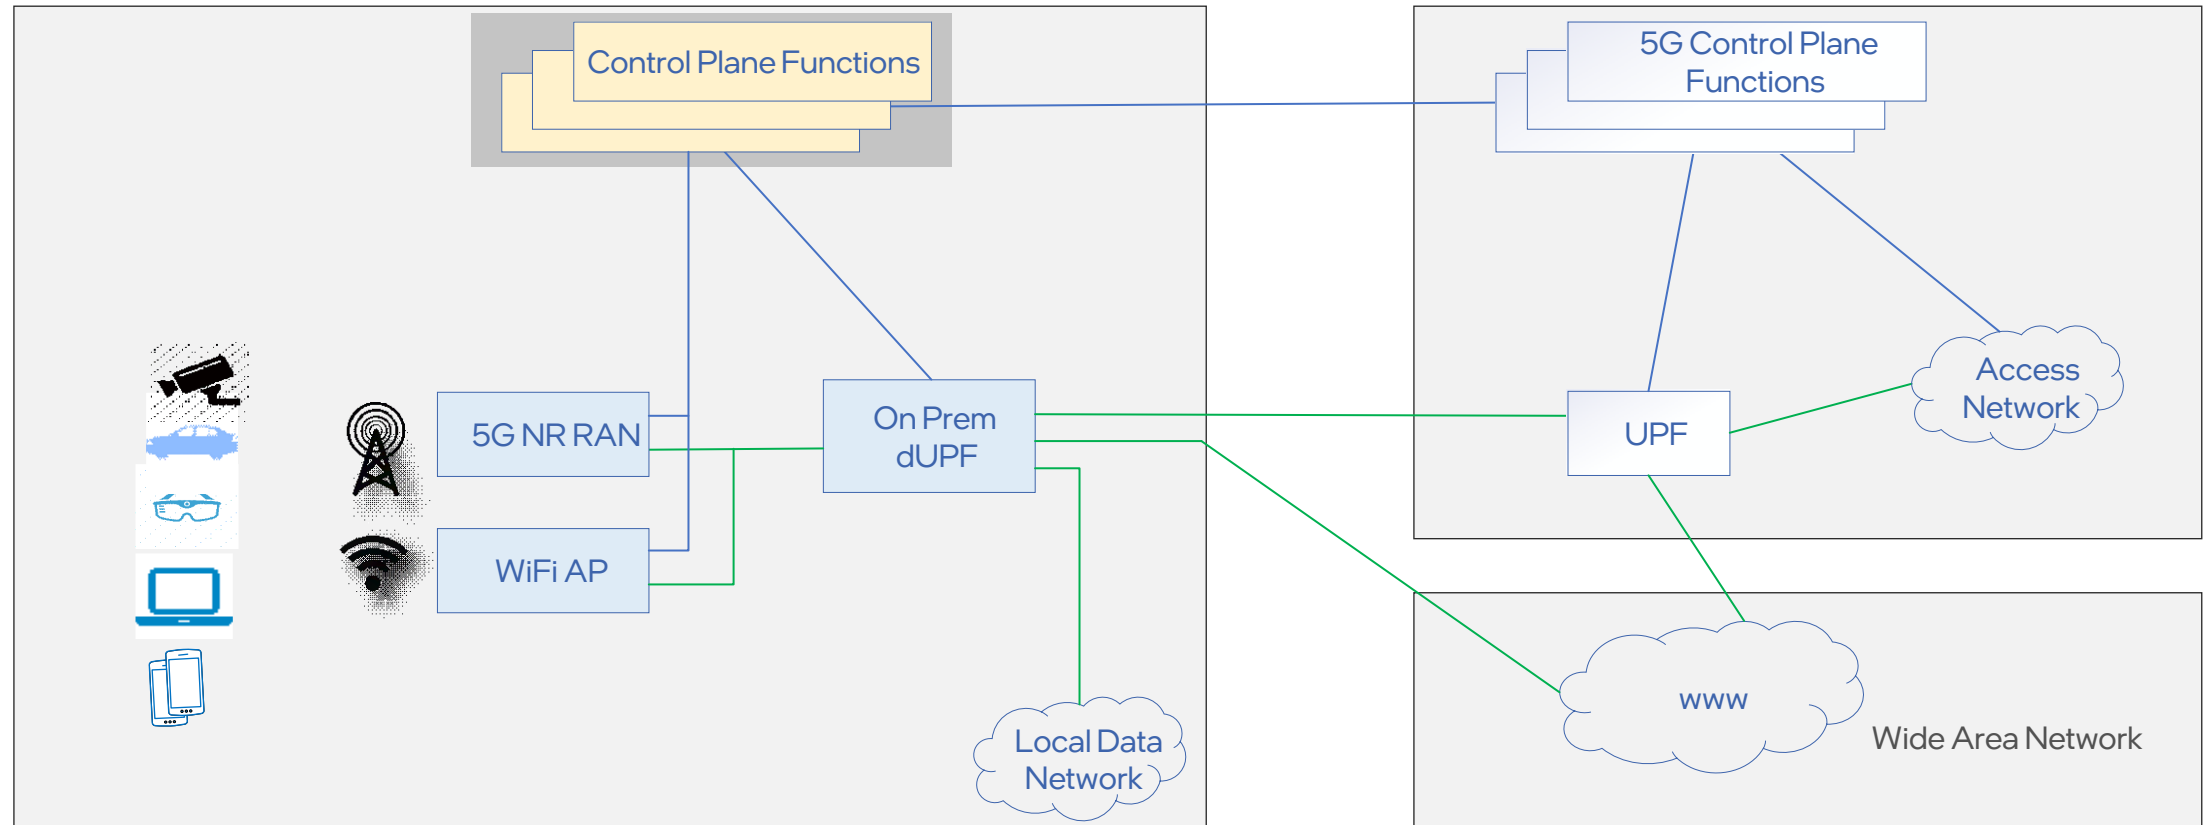 Control Plane Functions
5G Control Plane
Functions
5G NR RAN
On Prem
dUPF
UPF
Access
Network
WiFi AP
Local Data
Network
www
Wide Area Network